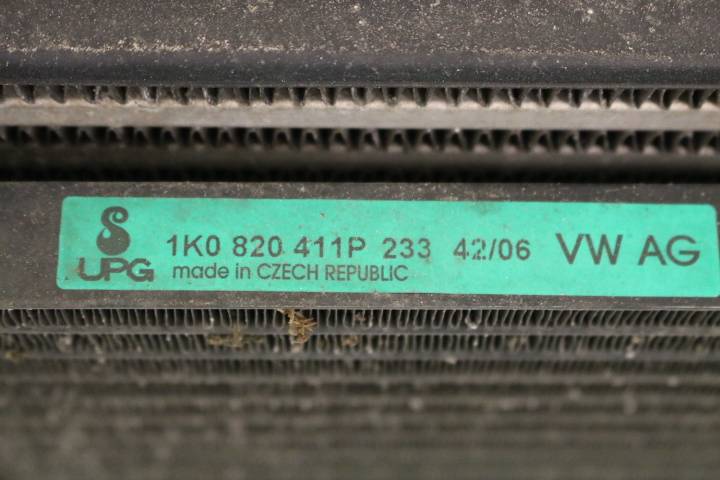 UPG
1K0 820 411P 233 42/06 VW AG
made in CZECH REPUBLIC